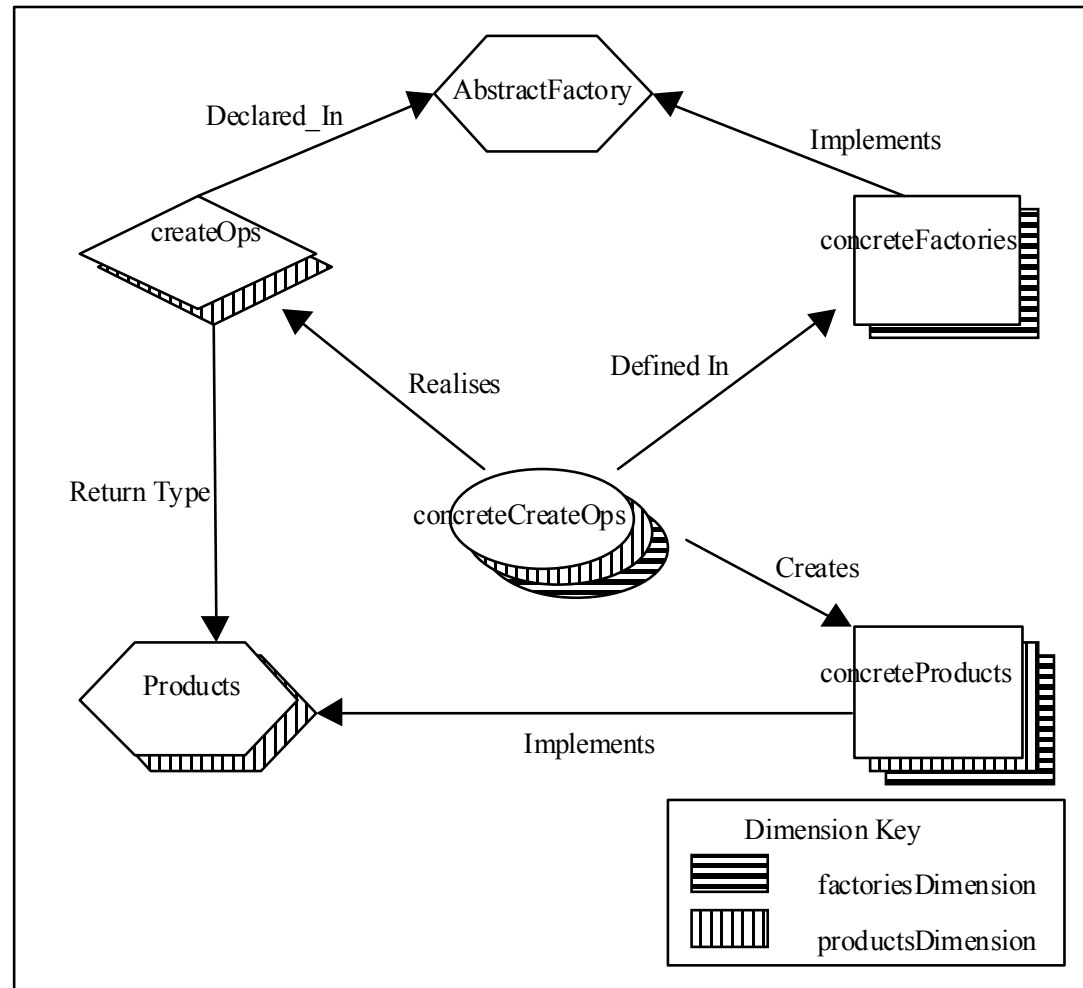 AbstractFactory
Declared_In
Implements
createOps
concreteFactories
Defined In
Realises
Return Type
concreteCreateOps
Creates
Products
concreteProducts
Implements
Dimension Key
factoriesDimension
productsDimension